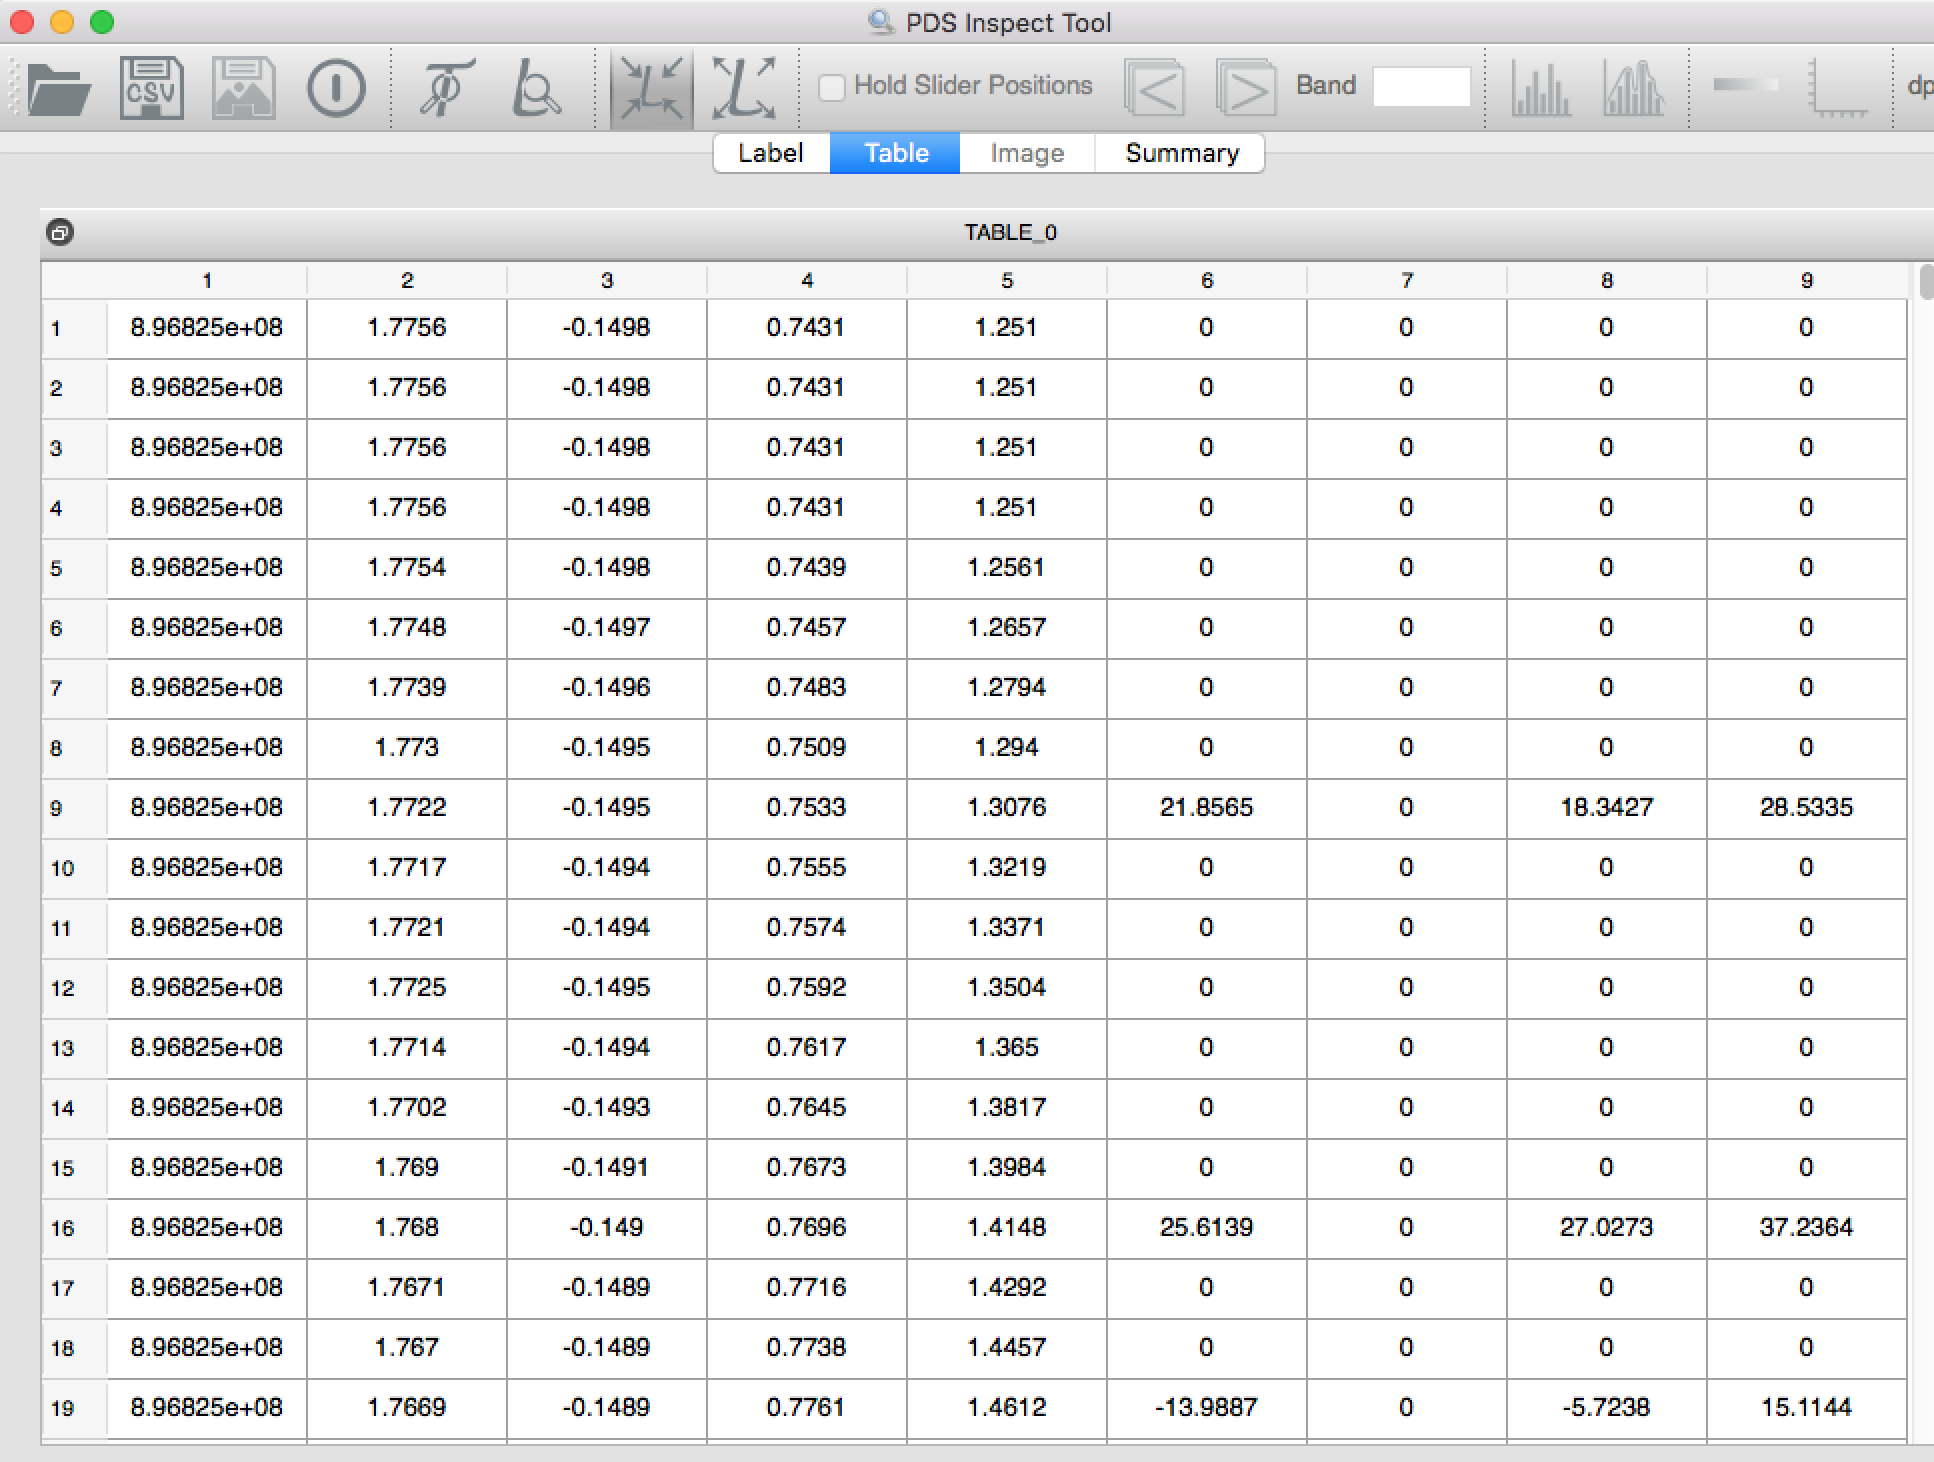 PDS Inspect Tool
CSV Hold Slider Positions Band
Label Table Image Summary
TABLE_0
1 2 3 4 5 6 7 8 9
1 8.96825e+08 1.7756 -0.1498 0.7431 1.251 0 0 0 0
2 8.96825e+08 1.7756 -0.1498 0.7431 1.251 0 0 0 0
3 8.96825e+08 1.7756 -0.1498 0.7431 1.251 0 0 0 0
4 8.96825e+08 1.7756 -0.1498 0.7431 1.251 0 0 0 0
5 8.96825e+08 1.7754 -0.1498 0.7439 1.2561 0 0 0 0
6 8.96825e+08 1.7748 -0.1497 0.7457 1.2657 0 0 0 0
7 8.96825e+08 1.7739 -0.1496 0.7483 1.2794 0 0 0 0
8 8.96825e+08 1.773 -0.1495 0.7509 1.294 0 0 0 0
9 8.96825e+08 1.7722 -0.1495 0.7533 1.3076 21.8565 0 18.3427 28.5335
10 8.96825e+08 1.7717 -0.1494 0.7555 1.3219 0 0 0 0
11 8.96825e+08 1.7721 -0.1494 0.7574 1.3371 0 0 0 0
12 8.96825e+08 1.7725 -0.1495 0.7592 1.3504 0 0 0 0
13 8.96825e+08 1.7714 -0.1494 0.7617 1.365 0 0 0 0
14 8.96825e+08 1.7702 -0.1493 0.7645 1.3817 0 0 0 0
15 8.96825e+08 1.769 -0.1491 0.7673 1.3984 0 0 0 0
16 8.96825e+08 1.768 -0.149 0.7696 1.4148 25.6139 0 27.0273 37.2364
17 8.96825e+08 1.7671 -0.1489 0.7716 1.4292 0 0 0 0
18 8.96825e+08 1.767 -0.1489 0.7738 1.4457 0 0 0 0
19 8.96825e+08 1.7669 -0.1489 0.7761 1.4612 -13.9887 0 -5.7238 15.1144